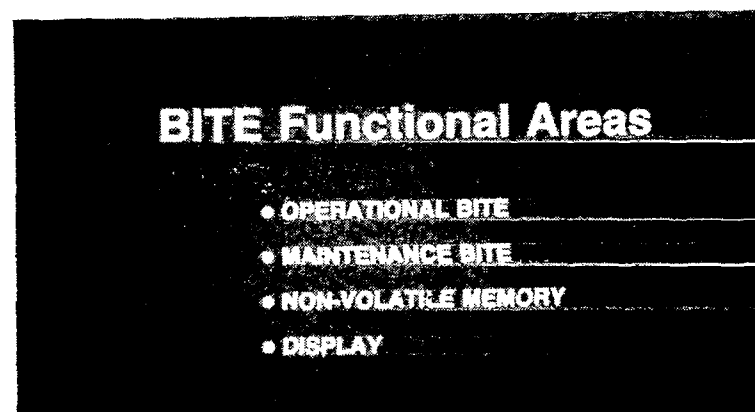 BITE Functional Areas
• OPERATIONAL BITE
• MAINTENANCE BITE
• NON-VOLATILE MEMORY
• DISPLAY